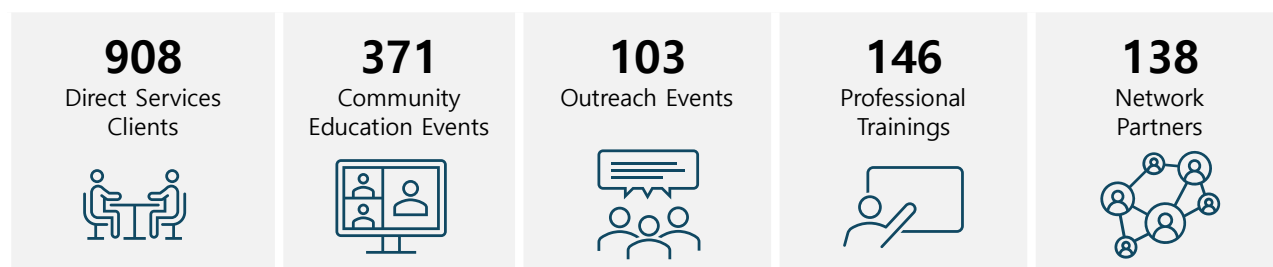 908
Direct Services
Clients
371
Community
Education Events
103
Outreach Events
146
Professional
Trainings
138
Network
Partners